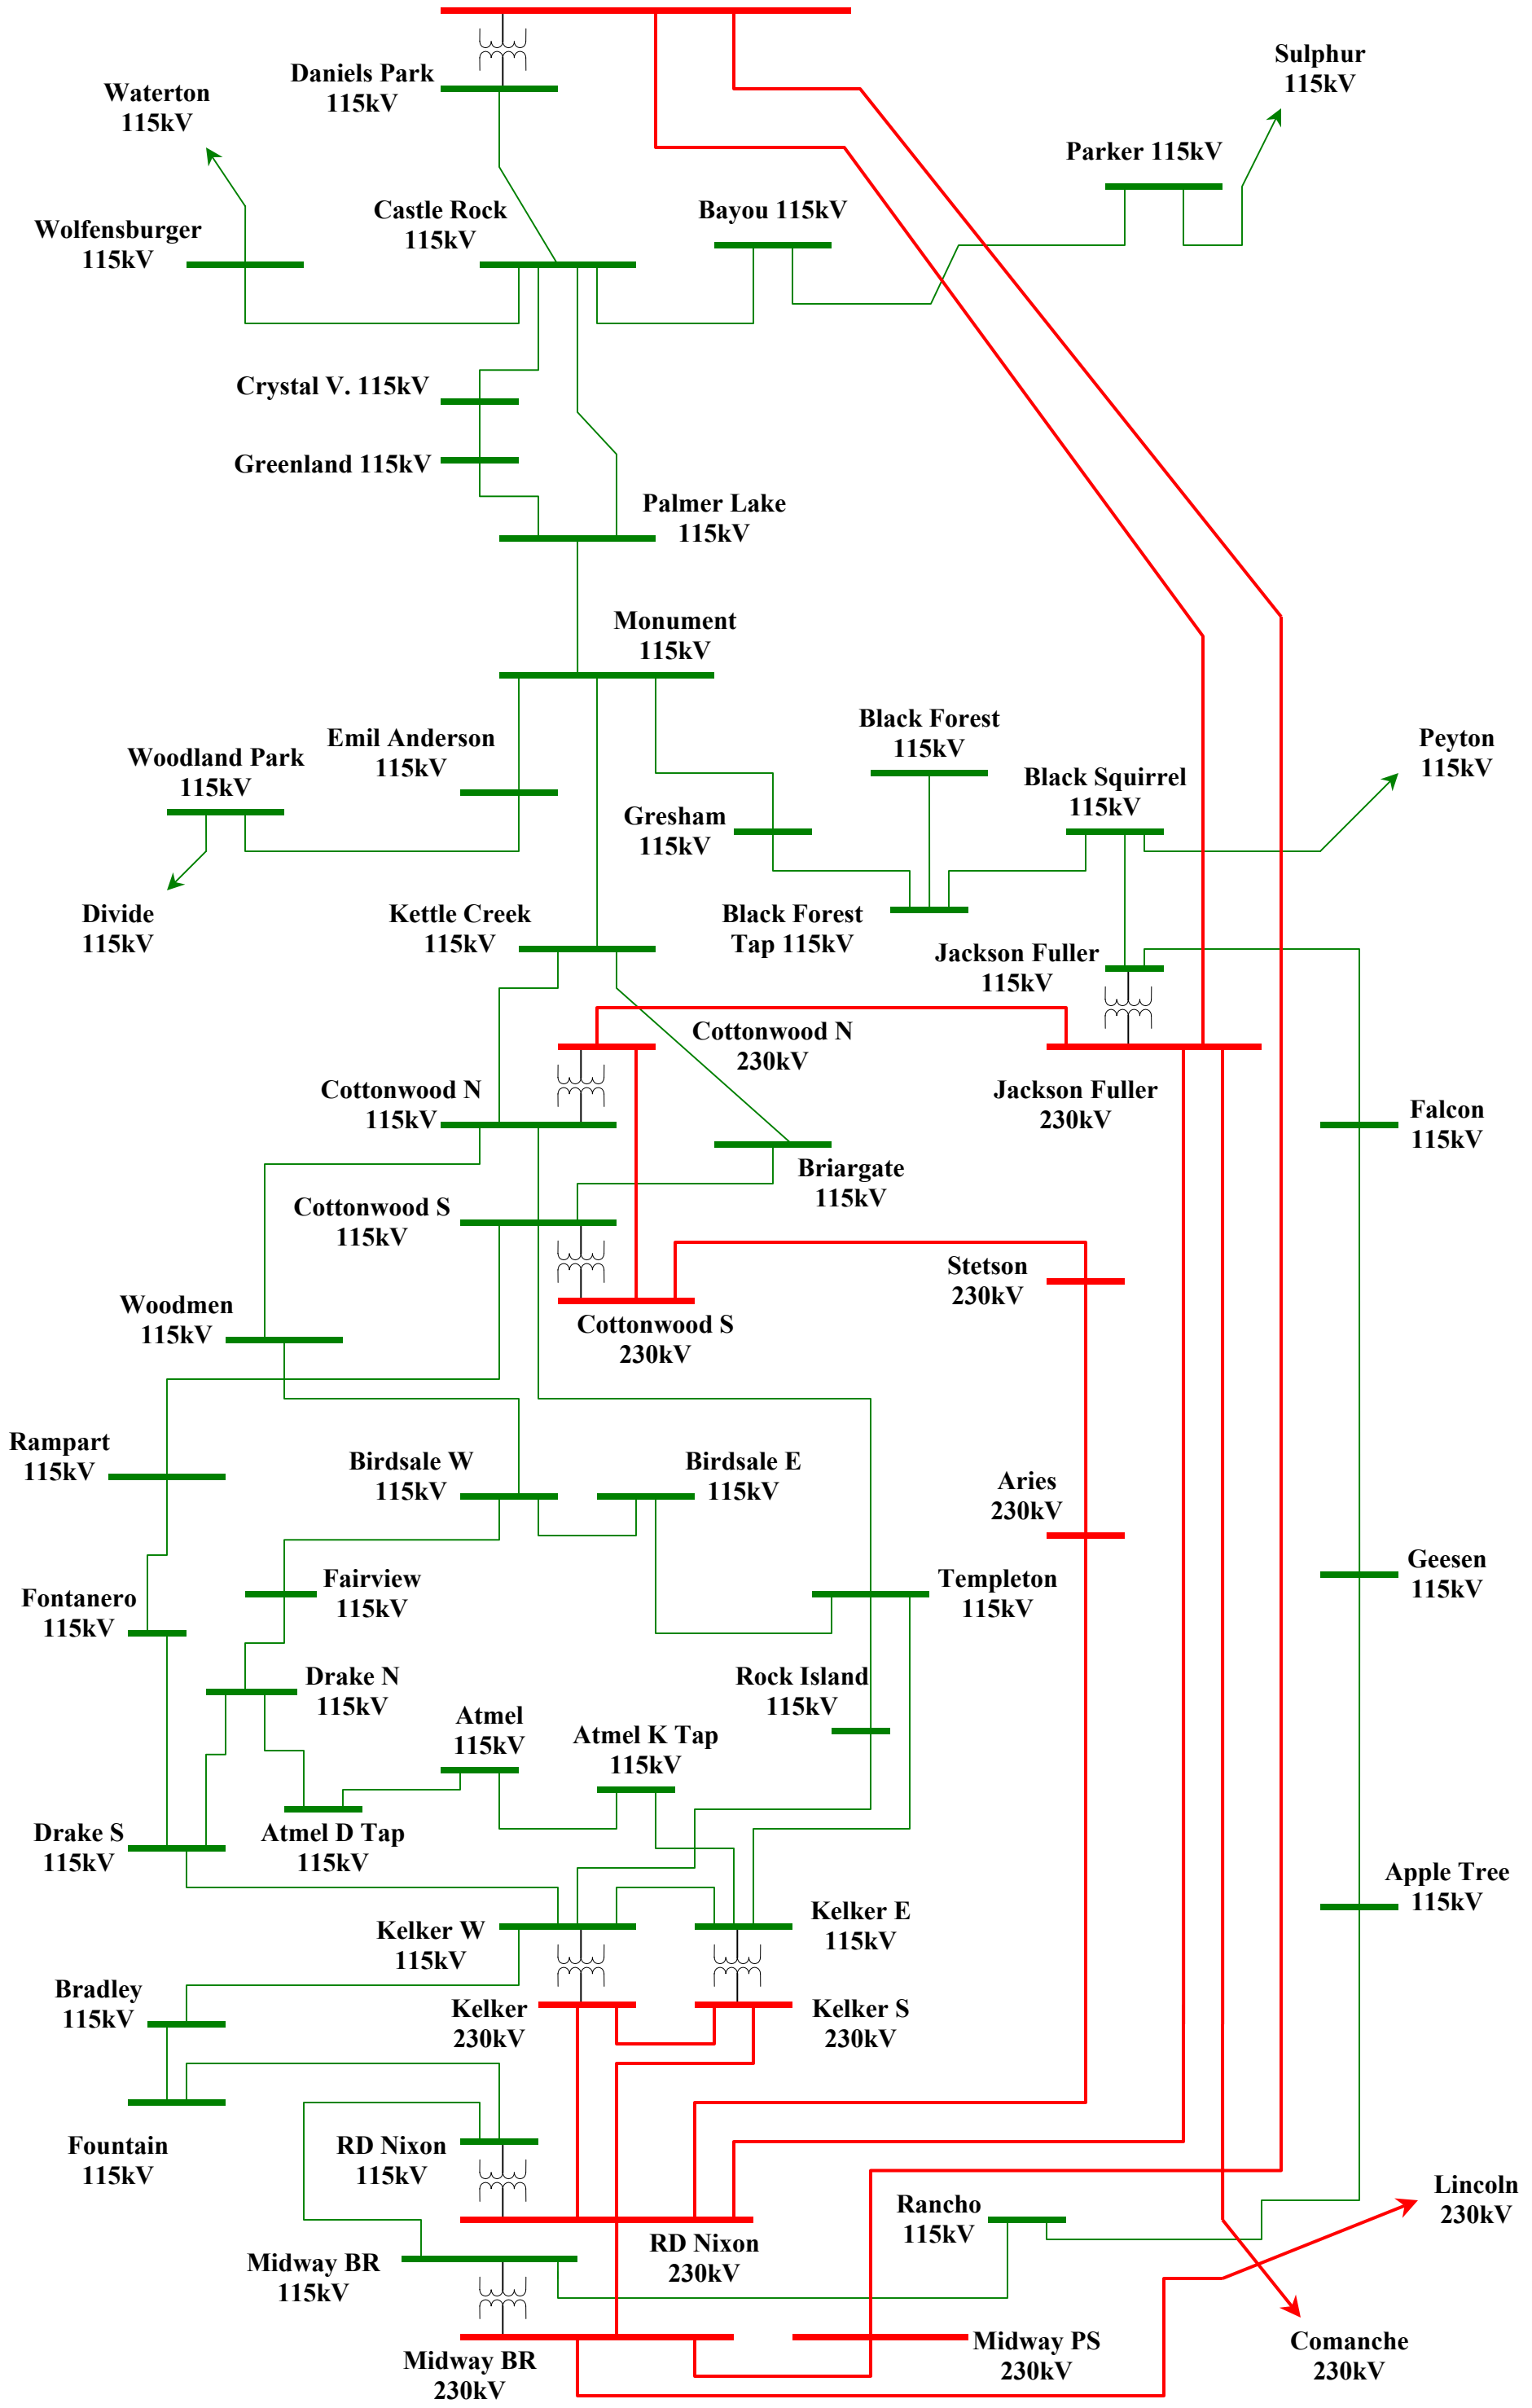 Sulphur
115kV
Daniels Park
115kV
Waterton
115kV
Parker 115kV
Castle Rock
115kV
Bayou 115kV
Wolfensburger
115kV
Crystal V. 115kV
Greenland 115kV
Palmer Lake
115kV
Monument
115kV
Black Forest
115kV
Emil Anderson
115kV
Peyton
115kV
Woodland Park
115kV
Black Squirrel
115kV
Gresham
115kV
Divide
115kV
Kettle Creek
115kV
Black Forest
Tap 115kV
Jackson Fuller
115kV
Cottonwood N
230kV
Cottonwood N
115kV
Jackson Fuller
230kV
Falcon
115kV
Briargate
115kV
Cottonwood S
115kV
Stetson
230kV
Woodmen
115kV
Cottonwood S
230kV
Rampart
115kV
Birdsale W
115kV
Birdsale E
115kV
Aries
230kV
Geesen
115kV
Fontanero
115kV
Fairview
115kV
Templeton
115kV
Drake N
115kV
Rock Island
115kV
Atmel
115kV
Atmel K Tap
115kV
Drake S
115kV
Atmel D Tap
115kV
Apple Tree
115kV
Kelker W
115kV
Kelker E
115kV
Bradley
115kV
Kelker
230kV
Kelker S
230kV
Fountain
115kV
RD Nixon
115kV
Lincoln
230kV
Rancho
115kV
RD Nixon
230kV
Midway BR
115kV
Midway BR
230kV
Midway PS
230kV
Comanche
230kV